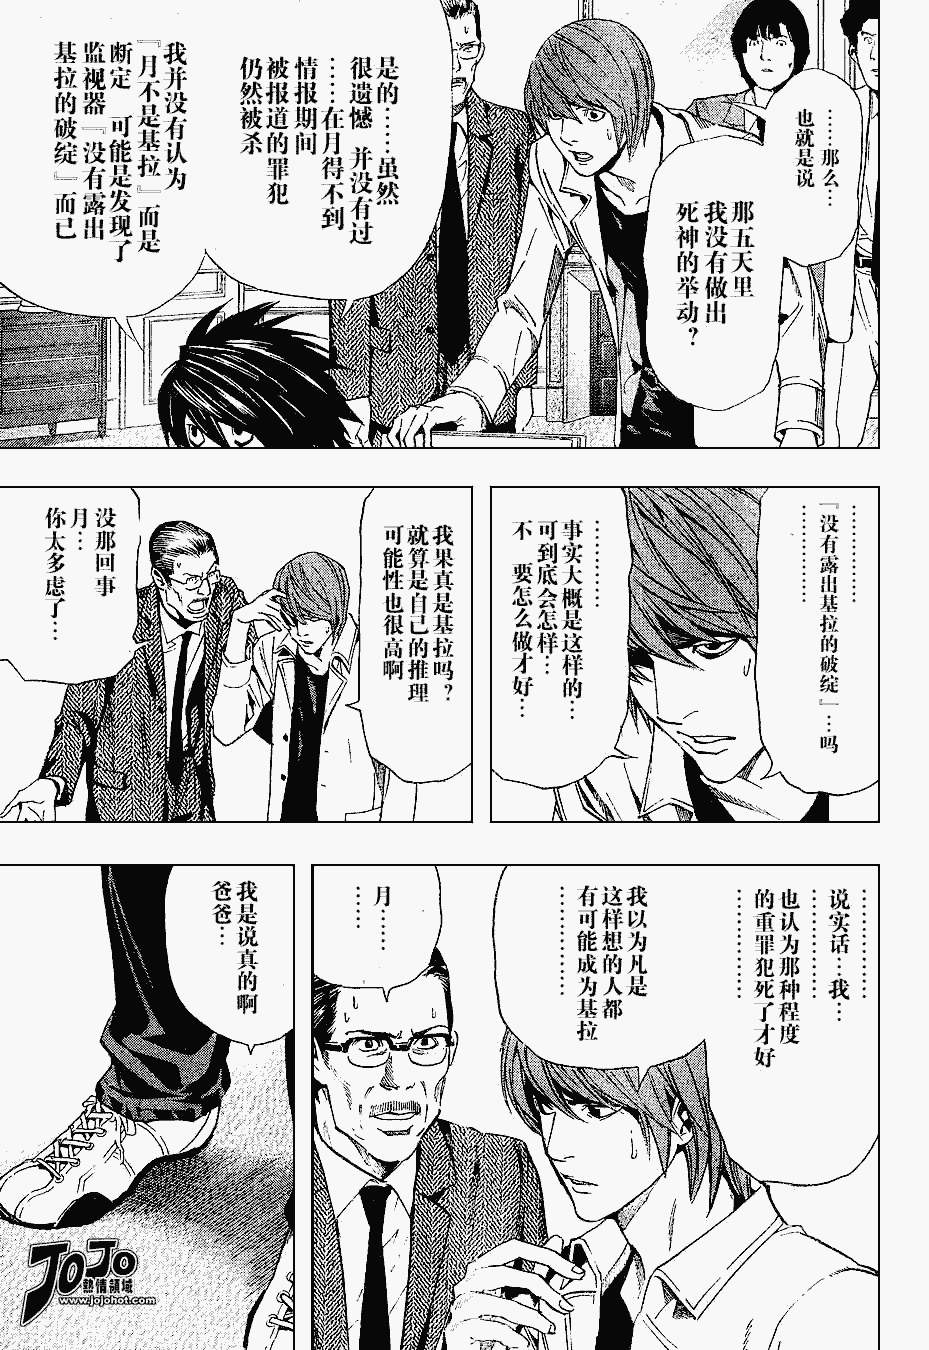 ……那么…
也就是说
那五天里
我没有做出
死神的举动？
是的……虽然
很遗憾　并没有过
……在月得不到
情报期间
被报道的罪犯
仍然被杀
我并没有认为
『月不是基拉』而是
断定　可能是发现了
监视器『没有露出
基拉的破绽』而已
…………
『没有露出基拉的破绽』…吗
…………
…………
事实大概是这样的…
可到底会怎样…
不　要怎么做才好…
我果真是基拉吗？
就算是自己的推理
可能性也很高啊
没那回事
月…
你太多虑了…
…………
说实话…我…
…………
也认为那种程度
的重罪犯死了才好
…………
我以为凡是
这样想的人都
有可能成为基拉
…………
月……
……
我是说真的啊
爸爸…
JOJO
熱情領域
www.jojohot.com